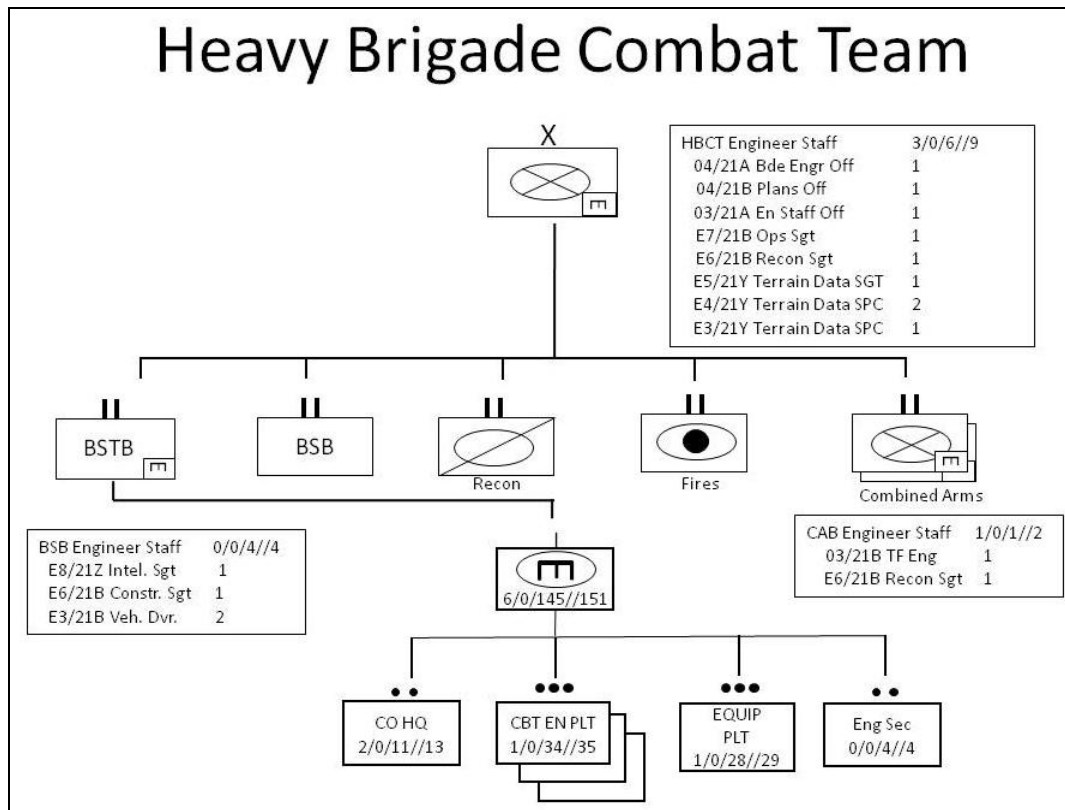 Heavy Brigade Combat Team
X
E
HBCT Engineer Staff 3/0/6//9
04/21A Bde Engr Off 1
04/21B Plans Off 1
03/21A En Staff Off 1
E7/21B Ops Sgt 1
E6/21B Recon Sgt 1
E5/21Y Terrain Data SGT 1
E4/21Y Terrain Data SPC 2
E3/21Y Terrain Data SPC 1
BSTB
E
BSB
Recon
Fires
E
Combined Arms
BSB Engineer Staff 0/0/4//4
E8/21Z Intel. Sgt 1
E6/21B Constr. Sgt 1
E3/21B Veh. Dvr. 2
CAB Engineer Staff 1/0/1//2
03/21B TF Eng 1
E6/21B Recon Sgt 1
E
6/0/145//151
CO HQ
2/0/11//13
CBT EN PLT
1/0/34//35
EQUIP
PLT
1/0/28//29
Eng Sec
0/0/4//4